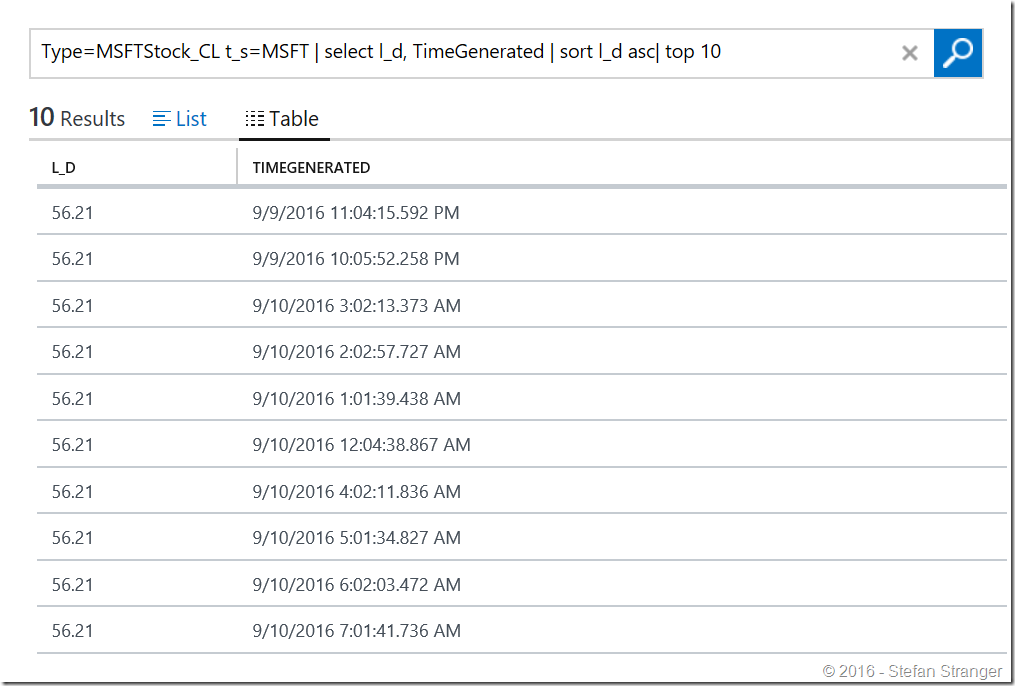 Type=MSFTStock_CL t_s=MSFT | select l_d, TimeGenerated | sort l_d asc| top 10
10 Results List Table
L_D TIMEGENERATED
56.21 9/9/2016 11:04:15.592 PM
56.21 9/9/2016 10:05:52.258 PM
56.21 9/10/2016 3:02:13.373 AM
56.21 9/10/2016 2:02:57.727 AM
56.21 9/10/2016 1:01:39.438 AM
56.21 9/10/2016 12:04:38.867 AM
56.21 9/10/2016 4:02:11.836 AM
56.21 9/10/2016 5:01:34.827 AM
56.21 9/10/2016 6:02:03.472 AM
56.21 9/10/2016 7:01:41.736 AM
© 2016 - Stefan Stranger